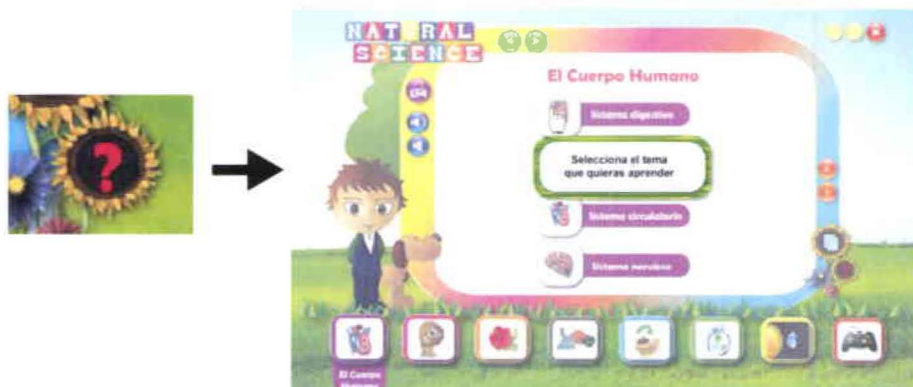 ?
NATURAL
SCIENCE
El Cuerpo Humano
Sistema digestivo
Selecciona el tema
que quieras aprender
Sistema circulatorio
Sistema nervioso
El Cuerpo
Humano